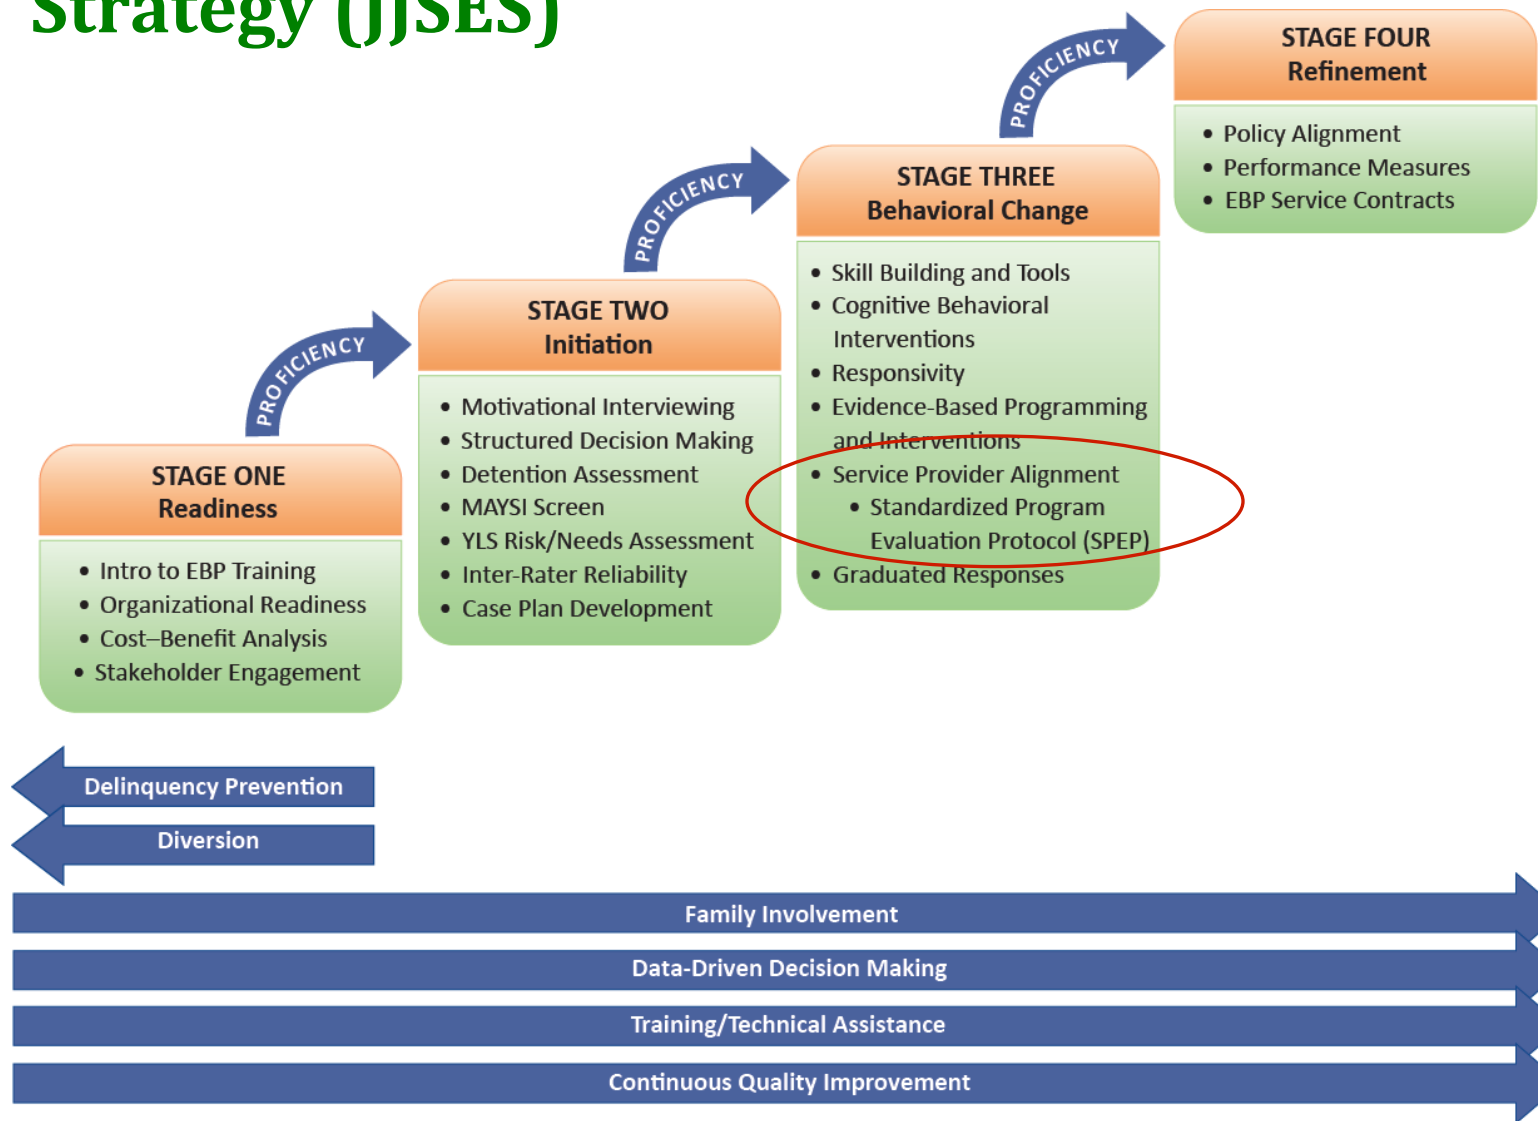 Strategy (JJSES)
STAGE ONE
Readiness
• Intro to EBP Training
• Organizational Readiness
• Cost–Benefit Analysis
• Stakeholder Engagement
PROFICIENCY
STAGE TWO
Initiation
• Motivational Interviewing
• Structured Decision Making
• Detention Assessment
• MAYSI Screen
• YLS Risk/Needs Assessment
• Inter-Rater Reliability
• Case Plan Development
PROFICIENCY
STAGE THREE
Behavioral Change
• Skill Building and Tools
• Cognitive Behavioral
Interventions
• Responsivity
• Evidence-Based Programming
and Interventions
• Service Provider Alignment
• Standardized Program
Evaluation Protocol (SPEP)
• Graduated Responses
PROFICIENCY
STAGE FOUR
Refinement
• Policy Alignment
• Performance Measures
• EBP Service Contracts
Delinquency Prevention
Diversion
Family Involvement
Data-Driven Decision Making
Training/Technical Assistance
Continuous Quality Improvement